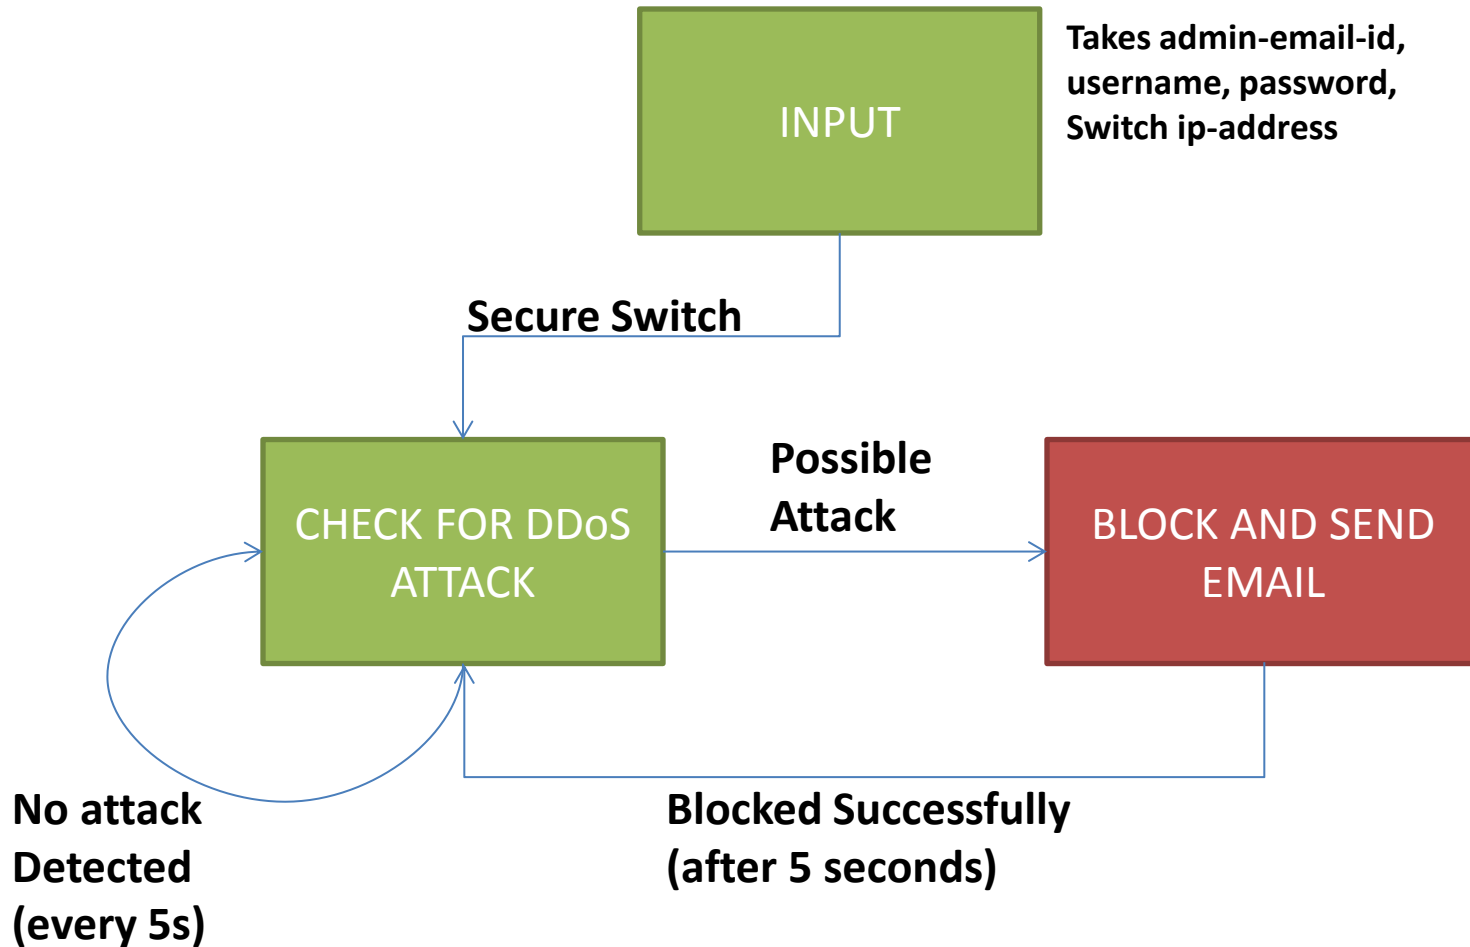 INPUT
Takes admin-email-id,
username, password,
Switch ip-address
Secure Switch
CHECK FOR DDoS
ATTACK
Possible
Attack
BLOCK AND SEND
EMAIL
No attack
Detected
(every 5s)
Blocked Successfully
(after 5 seconds)